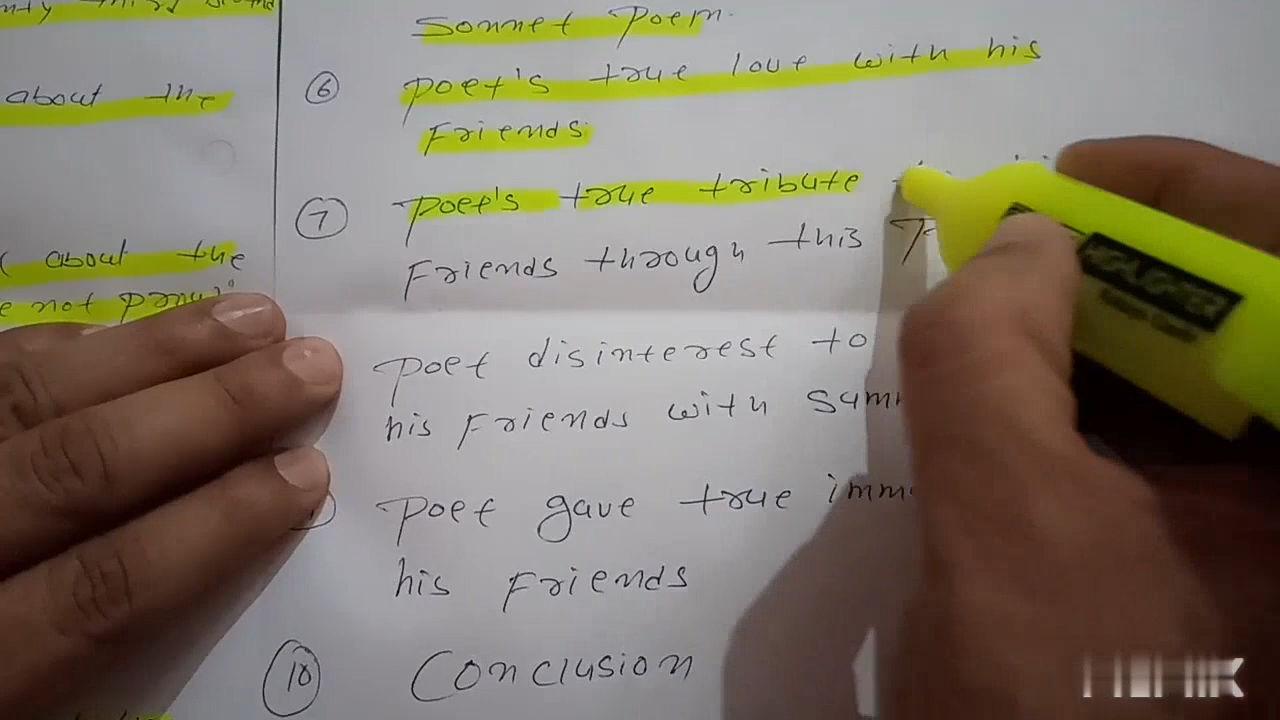 about the
about the
e not
Sonnet Poem.
6 Poet's true love with his
Friends
7 Poet's true tribute
Friends through this
Poet disinterest to
his Friends with
Poet gave true
his Friends
10 Conclusion
HIGHLIGHTER